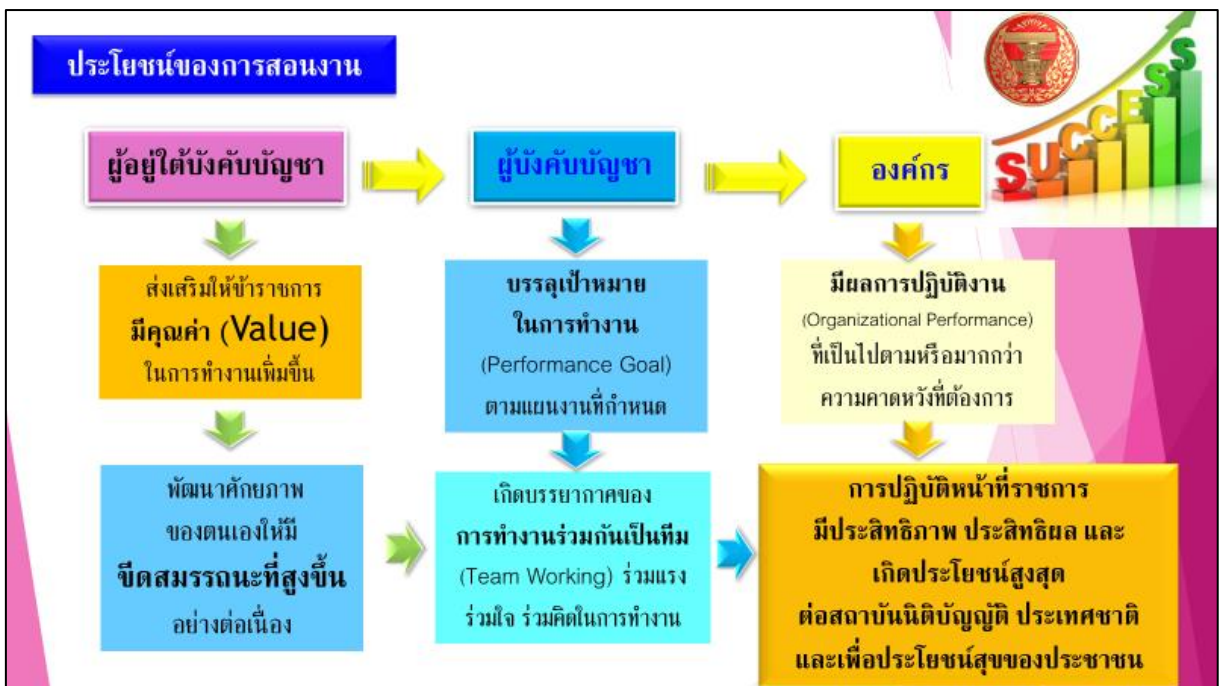 ประโยชน์ของการสอนงาน
SUCCESS
ผู้อยู่ใต้บังคับบัญชา
ผู้บังคับบัญชา
องค์กร
ส่งเสริมให้ข้าราชการ
มีคุณค่า (Value)
ในการทำงานเพิ่มขึ้น
บรรลุเป้าหมาย
ในการทำงาน
(Performance Goal)
ตามแผนงานที่กำหนด
มีผลการปฏิบัติงาน
(Organizational Performance)
ที่เป็นไปตามหรือมากกว่า
ความคาดหวังที่ต้องการ
พัฒนาศักยภาพ
ของตนเองให้มี
ขีดสมรรถนะที่สูงขึ้น
อย่างต่อเนื่อง
เกิดบรรยากาศของ
การทำงานร่วมกันเป็นทีม
(Team Working) ร่วมแรง
ร่วมใจ ร่วมคิดในการทำงาน
การปฏิบัติหน้าที่ราชการ
มีประสิทธิภาพ ประสิทธิผล และ
เกิดประโยชน์สูงสุด
ต่อสถาบันนิติบัญญัติ ประเทศชาติ
และเพื่อประโยชน์สุขของประชาชน